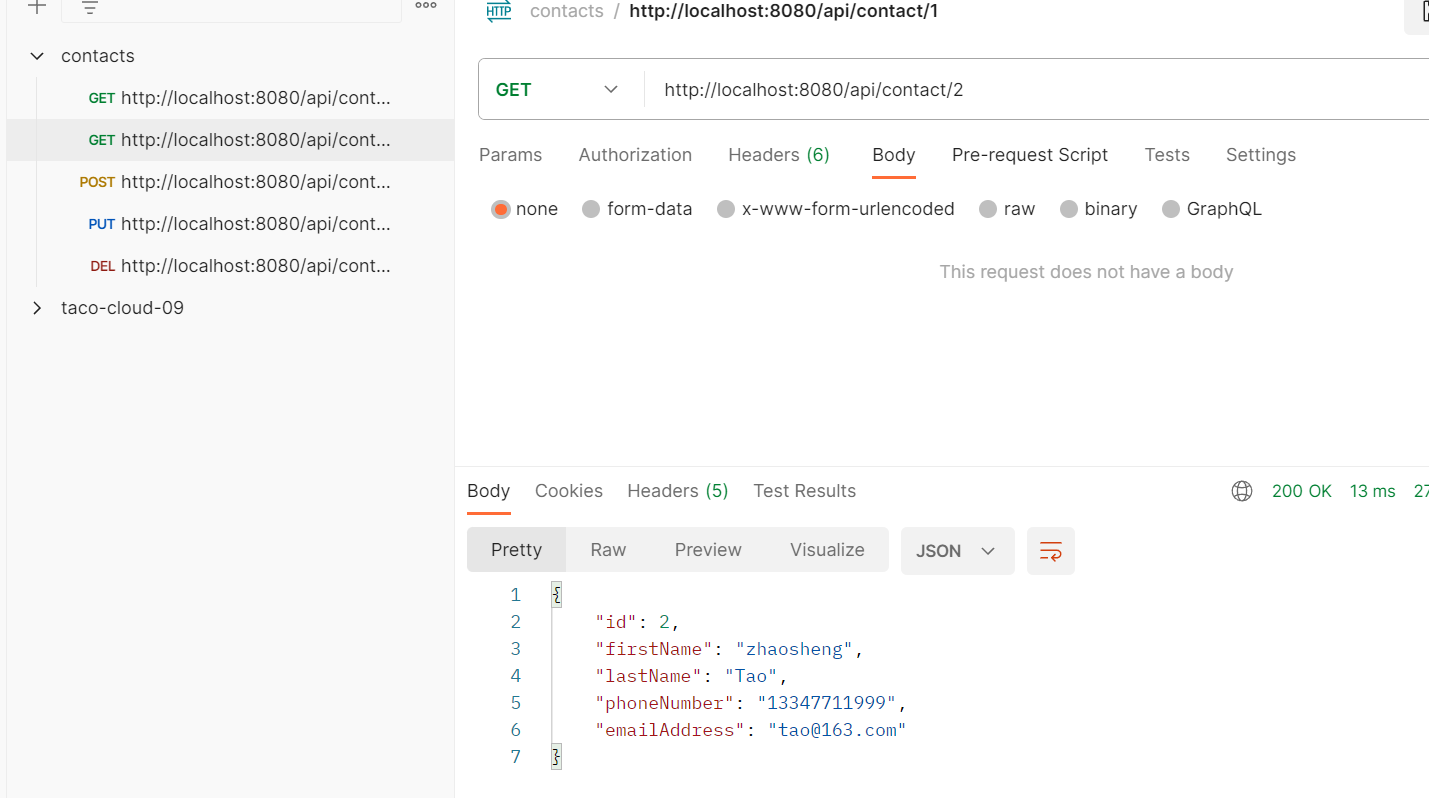 contacts / http://localhost:8080/api/contact/1
contacts
GET http://localhost:8080/api/cont...
GET http://localhost:8080/api/cont...
POST http://localhost:8080/api/cont...
PUT http://localhost:8080/api/cont...
DEL http://localhost:8080/api/cont...
taco-cloud-09
HTTP
GET http://localhost:8080/api/contact/2
Params Authorization Headers (6) Body Pre-request Script Tests Settings
none form-data x-www-form-urlencoded raw binary GraphQL
This request does not have a body
Body Cookies Headers (5) Test Results 200 OK 13 ms 27
Pretty Raw Preview Visualize JSON
1 {
2 "id": 2,
3 "firstName": "zhaosheng",
4 "lastName": "Tao",
5 "phoneNumber": "13347711999",
6 "emailAddress": "tao@163.com"
7 }